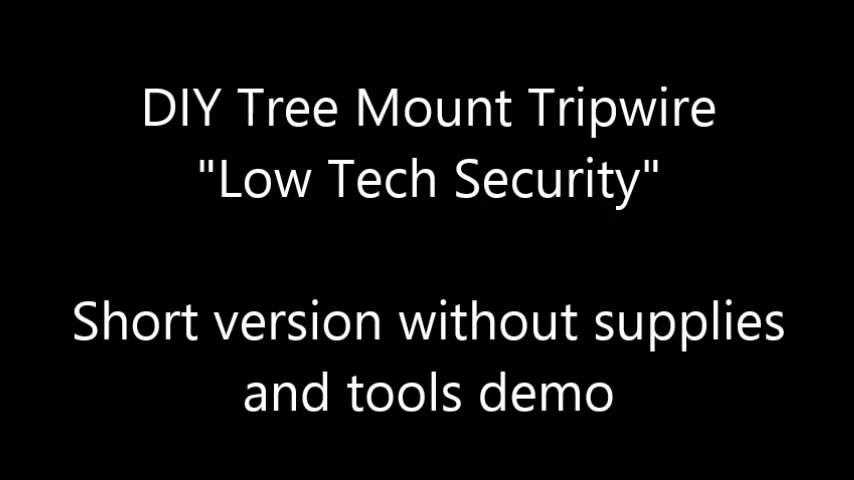 DIY Tree Mount Tripwire
"Low Tech Security"
Short version without supplies
and tools demo